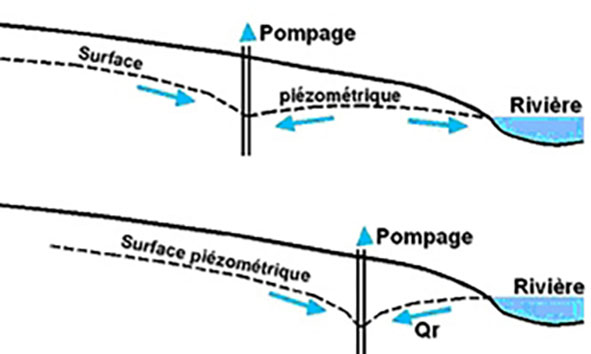 Pompage
Surface
piézométrique
Rivière
Pompage
Surface piézométrique
Rivière
Qr